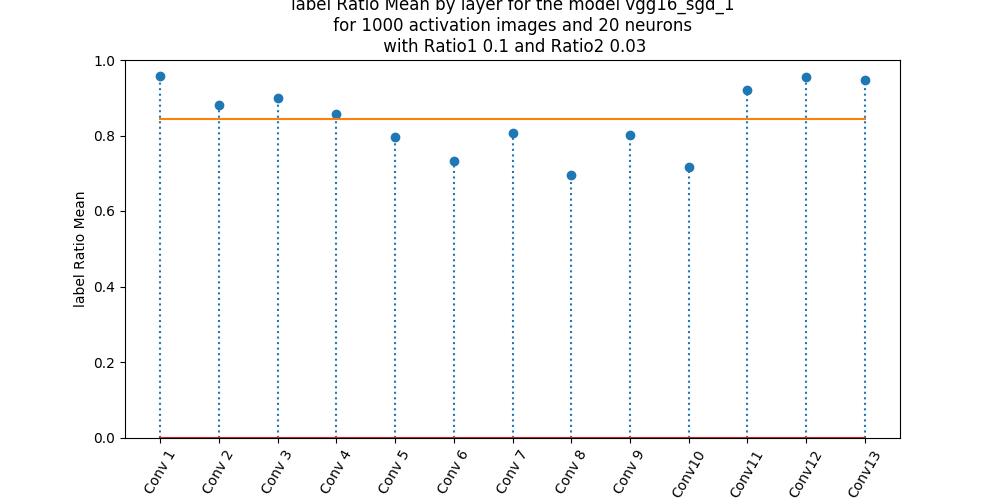 label Ratio Mean by layer for the model vgg16_sgd_1
for 1000 activation images and 20 neurons
with Ratio1 0.1 and Ratio2 0.03
1.0
0.8
0.6
0.4
0.2
0.0
label Ratio Mean
Conv 1
Conv 2
Conv 3
Conv 4
Conv 5
Conv 6
Conv 7
Conv 8
Conv 9
Conv10
Conv11
Conv12
Conv13